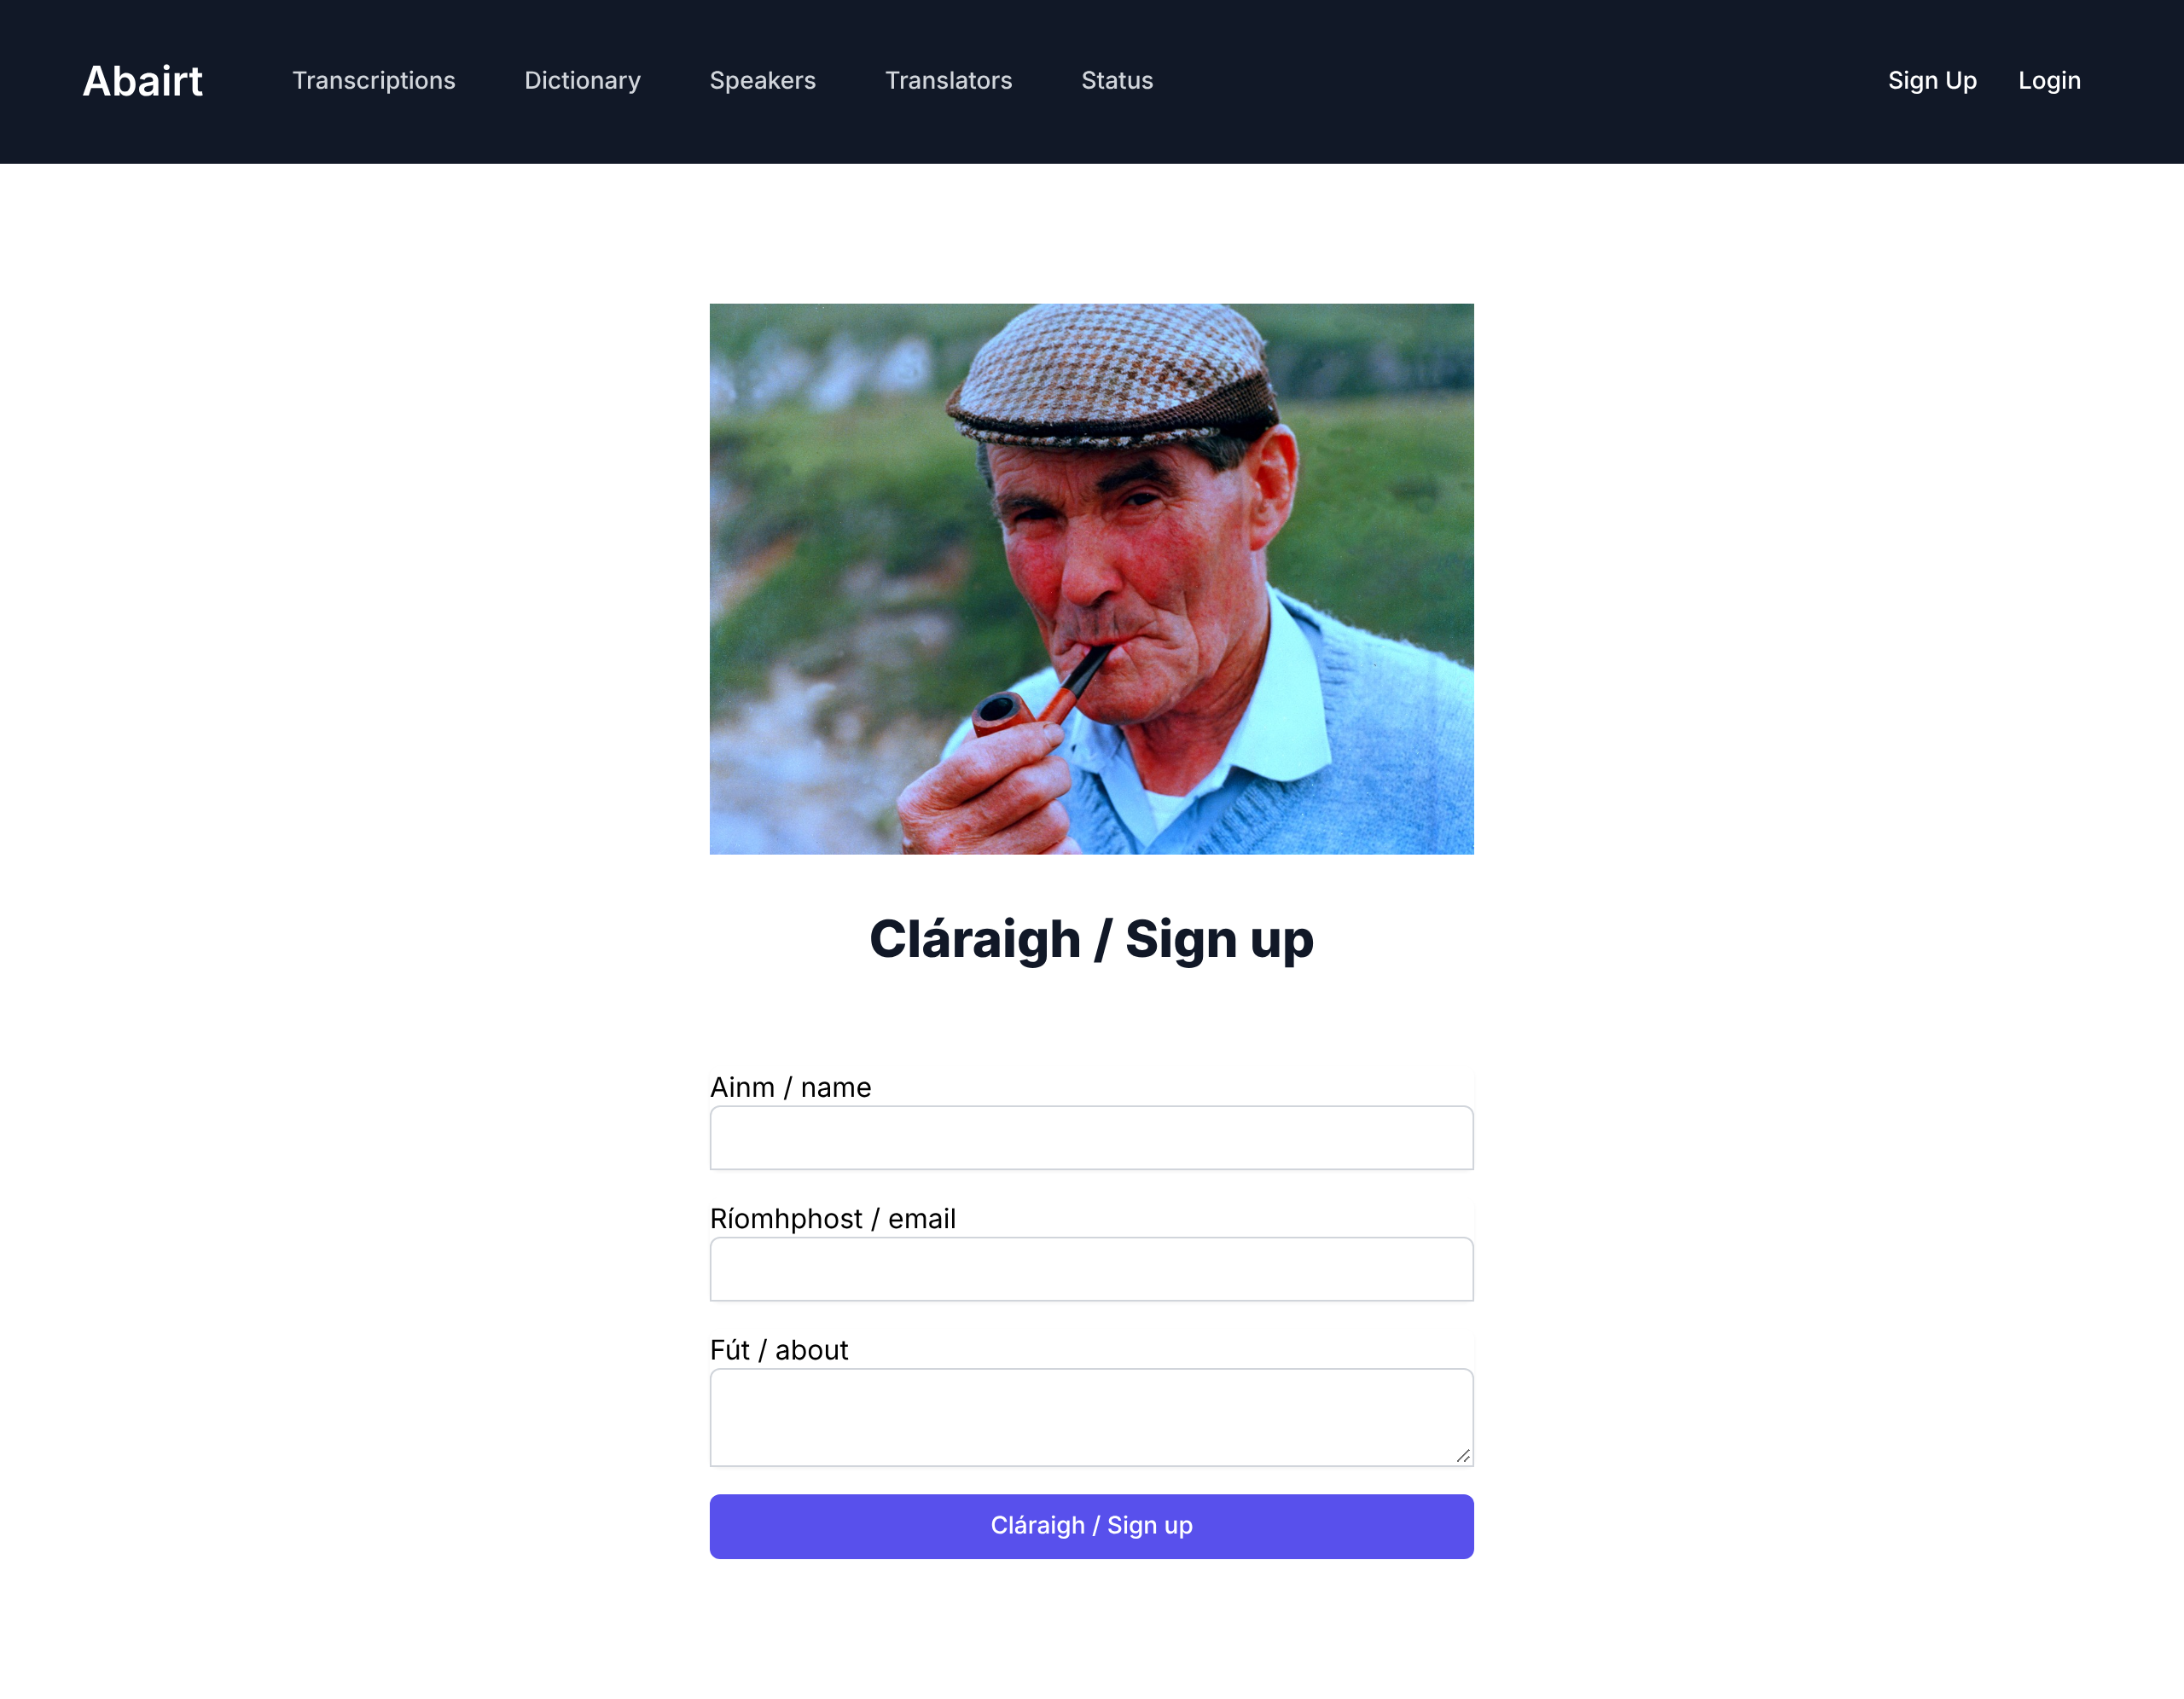 Abairt Transcriptions Dictionary Speakers Translators Status Sign Up Login
Cláraigh / Sign up
Ainm / name
Ríomhphost / email
Fút / about
Cláraigh / Sign up